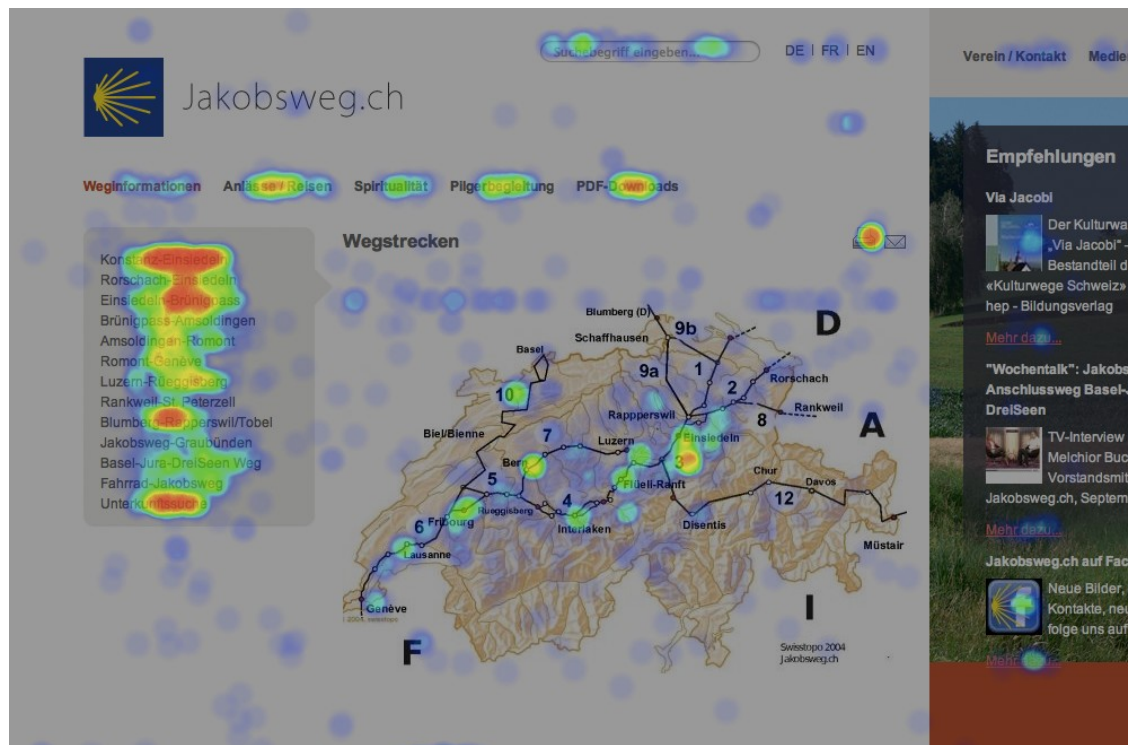 Suchebegriff eingeben...
DE | FR | EN
Verein / Kontakt Medien
Jakobsweg.ch
Weginformationen Anlässe / Reisen Spiritualität Pilgerbegleitung PDF-Downloads
Konstanz-Einsiedeln
Rorschach-Einsiedeln
Einsiedeln-Brünigpass
Brünigpass-Amsoldingen
Amsoldingen-Romont
Romont-Genève
Luzern-Rüeggisberg
Rankweil-St. Peterzell
Blumberg-Rapperswil/Tobel
Jakobsweg-Graubünden
Basel-Jura-DreiSeen Weg
Fahrrad-Jakobsweg
Unterkunftssuche
Wegstrecken
Blumberg (D)
9b
D
Schaffhausen
Basel
9a
1
Rorschach
10
2
Rapperswil
8
Rankweil
A
Biel/Bienne
7
Luzern
Einsiedeln
Bern
3
Chur
5
Flüeli-Ranft
Davos
4
12
Rueggisberg
6
Fribourg
Interlaken
Disentis
Lausanne
Müstair
Genève
I
F
Swisstopo 2004
Jakobsweg.ch
Empfehlungen
Via Jacobi
Der Kulturwa
„Via Jacobi" -
Bestandteil d
«Kulturwege Schweiz»
hep - Bildungsverlag
Mehr dazu...
"Wochentalk": Jakobs
Anschlussweg Basel-J
DreiSeen
TV-Interview
Melchior Buc
Vorstandsmit
Jakobsweg.ch, Septem
Mehr dazu...
Jakobsweg.ch auf Fac
Neue Bilder,
Kontakte, neu
folge uns auf
Mehr